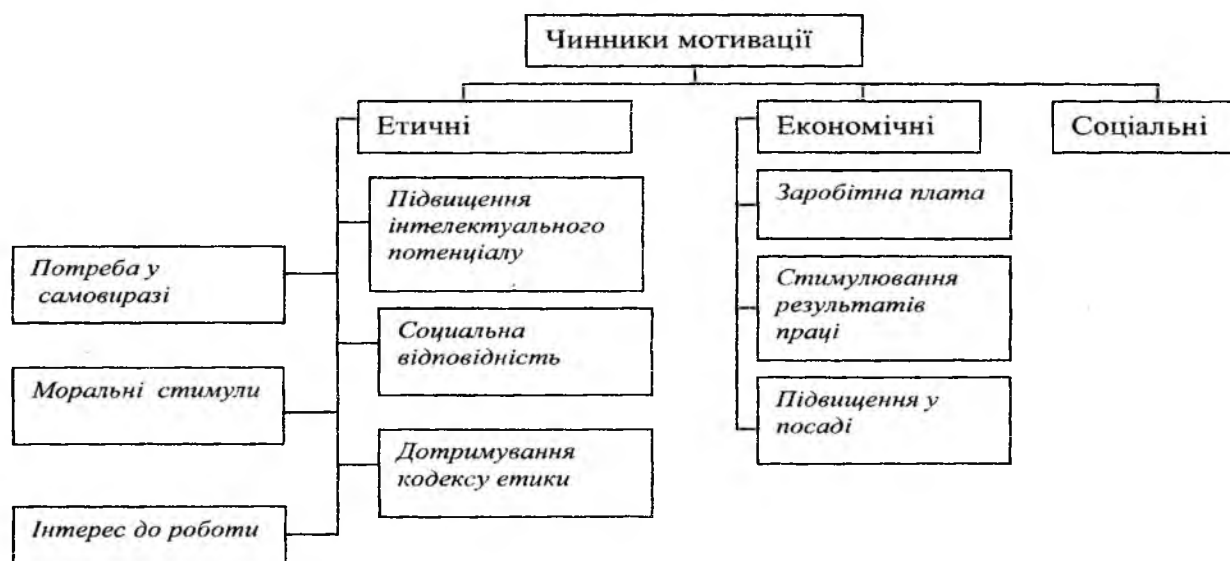 Чинники мотивації
Етичні
Економічні
Соціальні
Підвищення
інтелектуального
потенціалу
Заробітна плата
Потреба у
самовиразі
Стимулювання
результатів
праці
Социальна
відповідність
Моральні стимули
Підвищення у
посаді
Дотримування
кодексу етики
Інтерес до роботи